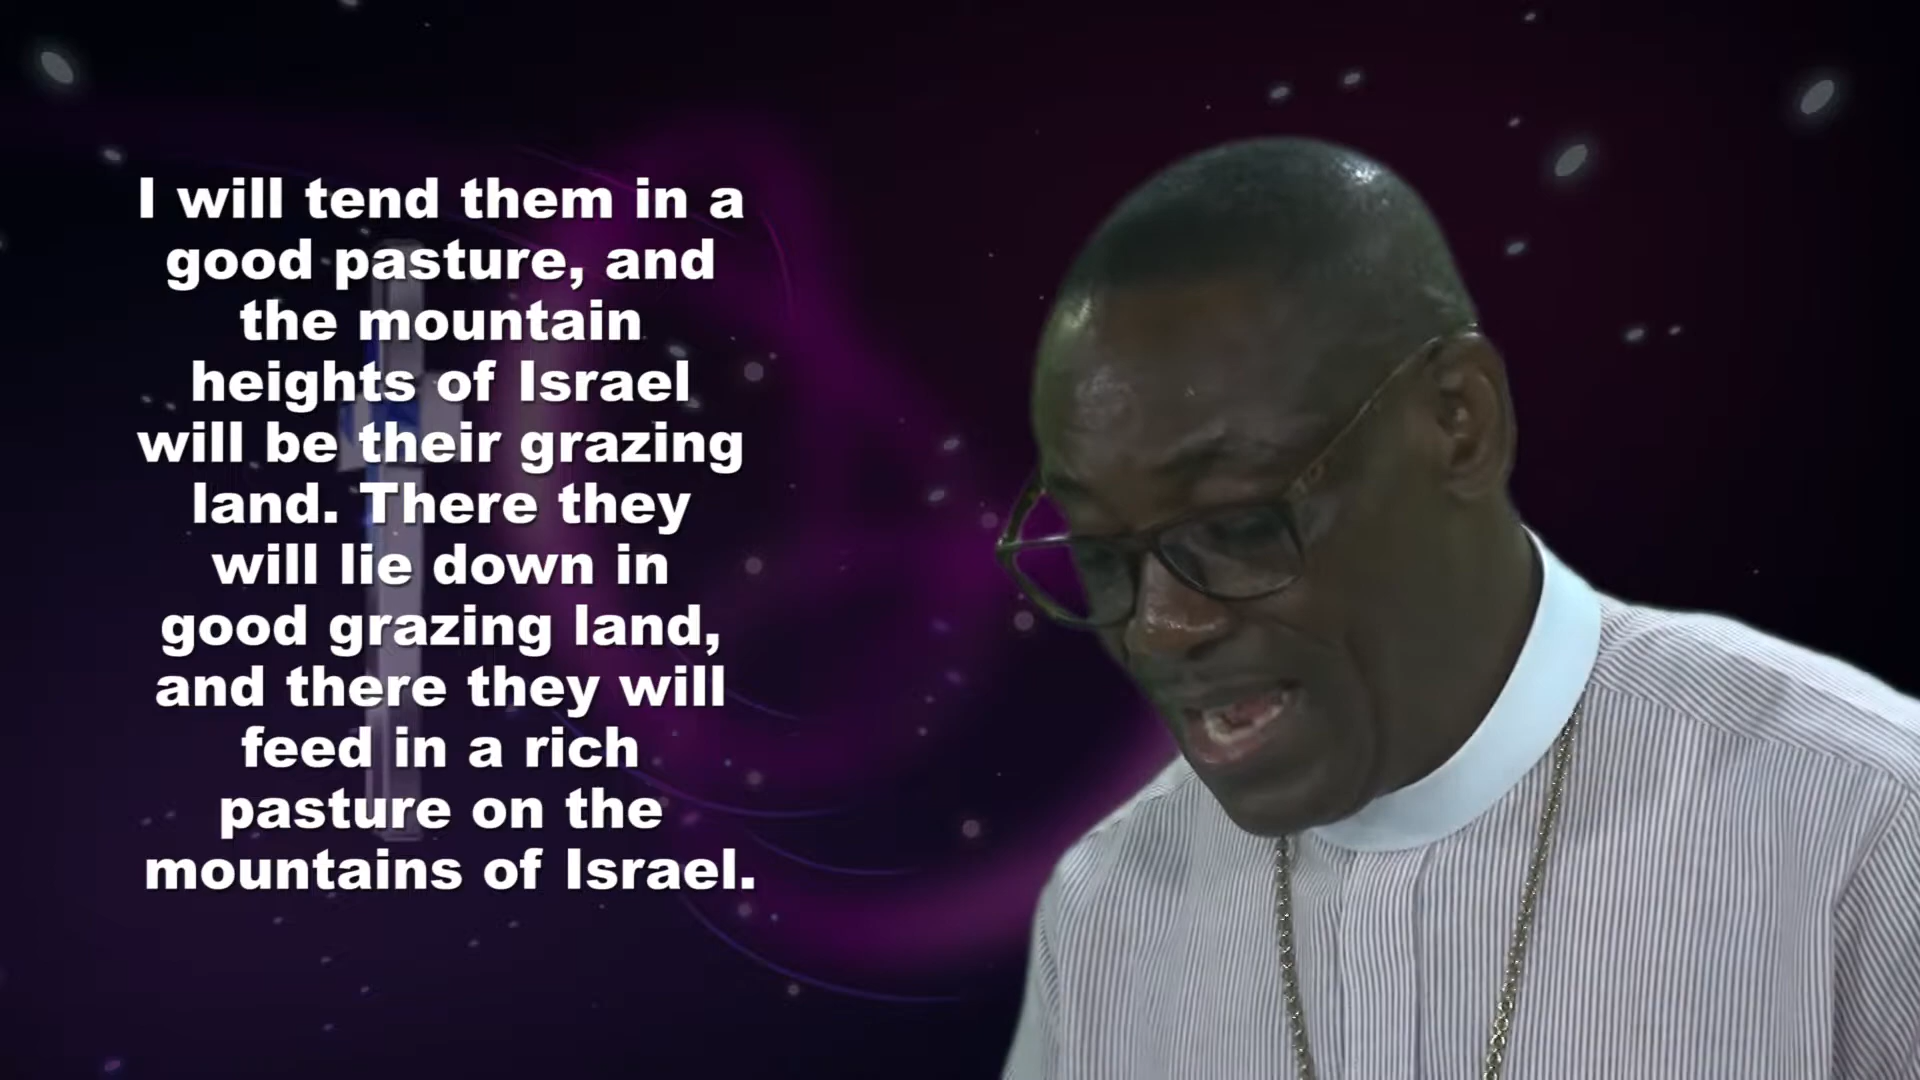 I will tend them in a
good pasture, and
the mountain
heights of Israel
will be their grazing
land. There they
will lie down in
good grazing land,
and there they will
feed in a rich
pasture on the
mountains of Israel.